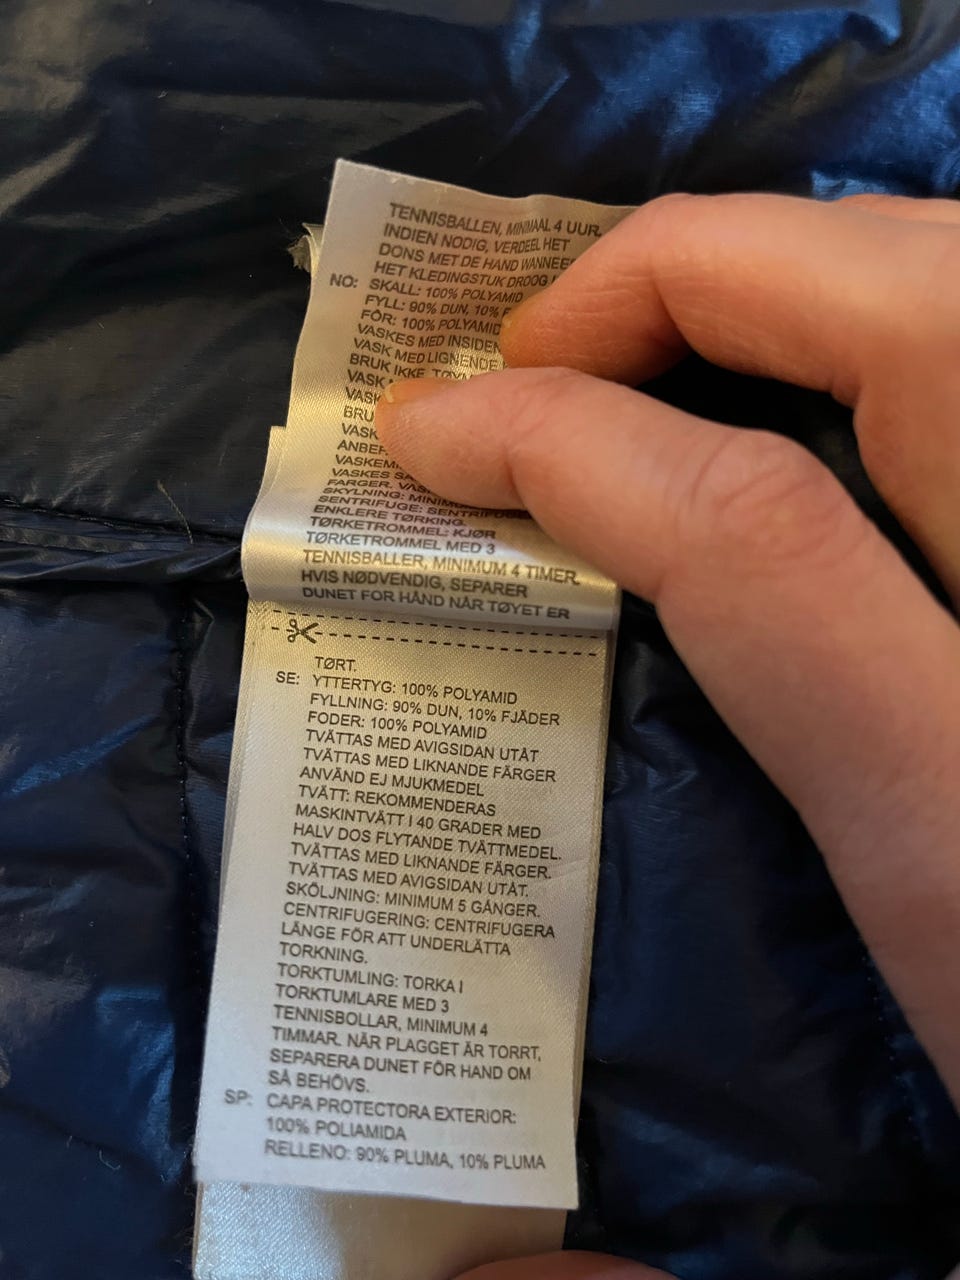 TENNISBALLEN, MINIMAAL 4 UUR.
INDIEN NODIG, VERDEEL HET
DONS MET DE HAND WANNEE
HET KLEDINGSTUK DROOG
NO: SKALL: 100% POLYAMID
FYLL: 90% DUN, 10%
FÔR: 100% POLYAMID
VASKES MED INSIDEN
VASK MED LIGNENDE
BRUK IKKE TØYM
VASK
VASK
BRU
VASK
ANBEF
VASKEM
VASKES
FARGER. VAS
SKYLNING: MINIMU
SENTRIFUGE: SENTRIFUGE
ENKLERE TØRKING.
TØRKETROMMEL: KJØR
TØRKETROMMEL MED 3
TENNISBALLER, MINIMUM 4 TIMER.
HVIS NØDVENDIG, SEPARER
DUNET FOR HÅND NÅR TØYET ER
TØRT.
SE: YTTERTYG: 100% POLYAMID
FYLLNING: 90% DUN, 10% FJÄDER
FODER: 100% POLYAMID
TVÄTTAS MED AVIGSIDAN UTÅT
TVÄTTAS MED LIKNANDE FÄRGER
ANVÄND EJ MJUKMEDEL
TVÄTT: REKOMMENDERAS
MASKINTVÄTT I 40 GRADER MED
HALV DOS FLYTANDE TVÄTTMEDEL.
TVÄTTAS MED LIKNANDE FÄRGER.
TVÄTTAS MED AVIGSIDAN UTÅT.
SKÖLJNING: MINIMUM 5 GÅNGER.
CENTRIFUGERING: CENTRIFUGERA
LÄNGE FÖR ATT UNDERLÄTTA
TORKNING.
TORKTUMLING: TORKA I
TORKTUMLARE MED 3
TENNISBOLLAR, MINIMUM 4
TIMMAR. NÄR PLAGGET ÄR TORRT,
SEPARERA DUNET FÖR HAND OM
SÅ BEHÖVS.
SP: CAPA PROTECTORA EXTERIOR:
100% POLIAMIDA
RELLENO: 90% PLUMA, 10% PLUMA